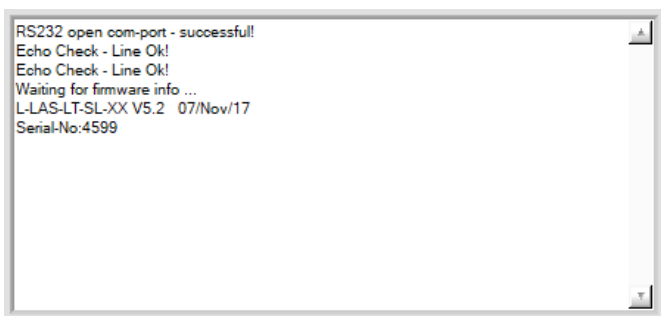 RS232 open com-port - successful!
Echo Check - Line Ok!
Echo Check - Line Ok!
Waiting for firmware info ...
L-LAS-LT-SL-XX V5.2   07/Nov/17
Serial-No:4599